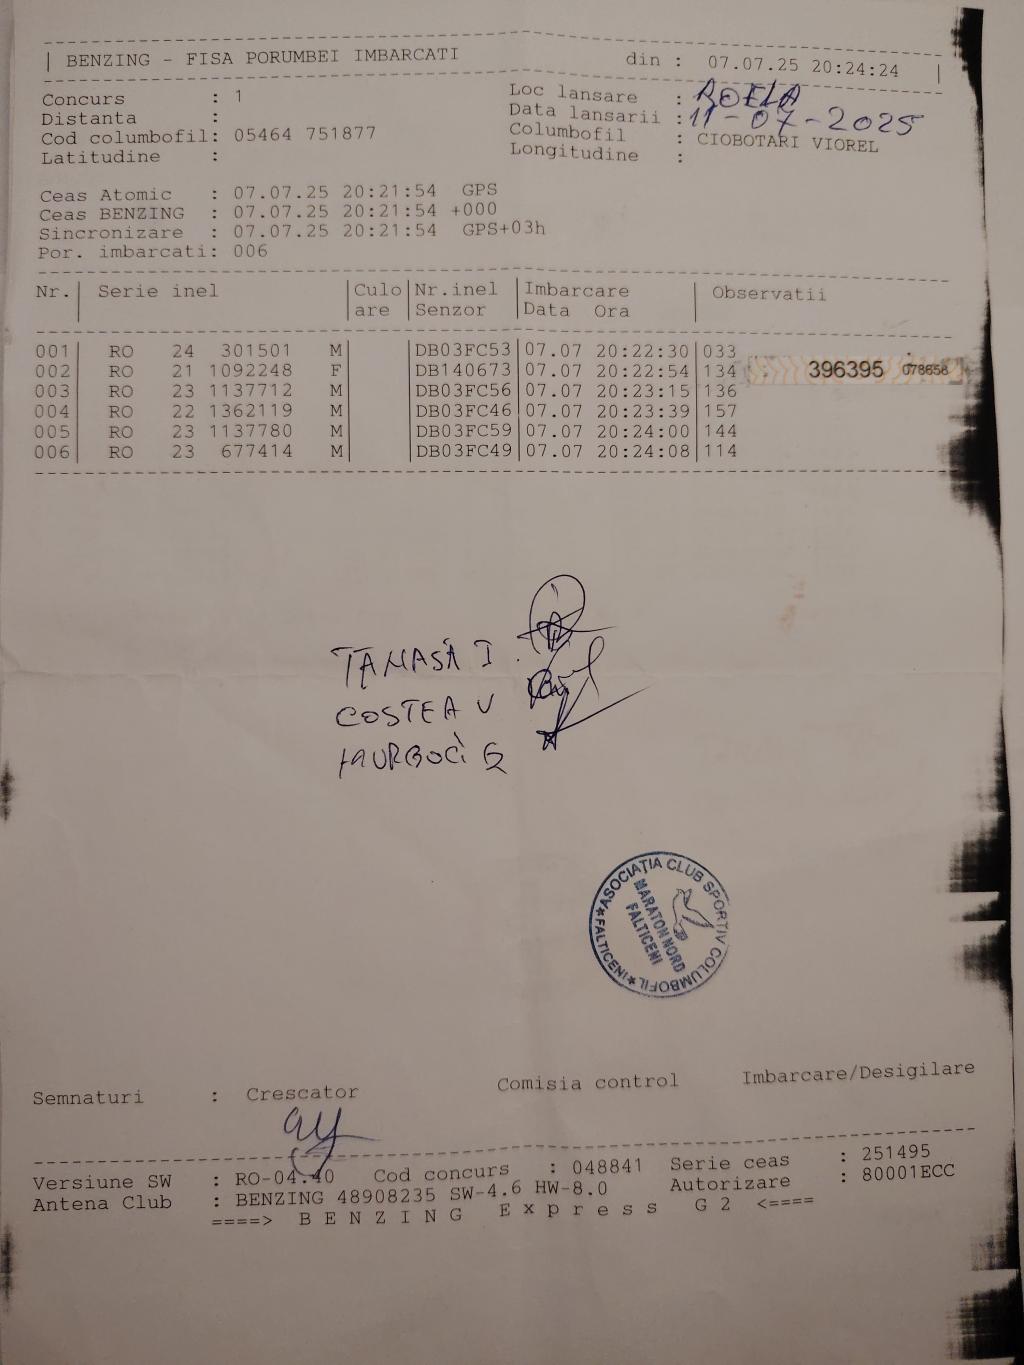 | BENZING - FISA PORUMBEI IMBARCATI din : 07.07.25 20:24:24 |
Concurs : 1 Loc lansare : ROELA
Distanta : Data lansarii : 11-07-2025
Cod columbofil: 05464 751877 Columbofil : CIOBOTARI VIOREL
Latitudine : Longitudine :
Ceas Atomic : 07.07.25 20:21:54 GPS
Ceas BENZING : 07.07.25 20:21:54 +000
Sincronizare : 07.07.25 20:21:54 GPS+03h
Por. imbarcati: 006
Nr.| Serie inel |Culo|Nr.inel |Imbarcare | Observatii
| |are |Senzor |Data Ora |
001| RO 24 301501 M| |DB03FC53|07.07 20:22:30|033
002| RO 21 1092248 F| |DB140673|07.07 20:22:54|134 396395 078658
003| RO 23 1137712 M| |DB03FC56|07.07 20:23:15|136
004| RO 22 1362119 M| |DB03FC46|07.07 20:23:39|157
005| RO 23 1137780 M| |DB03FC59|07.07 20:24:00|144
006| RO 23 677414 M| |DB03FC49|07.07 20:24:08|114
TANASĂ I
COSTEA V
MURGOCI G
ASOCIAŢIA CLUB SPORTIV COLUMBOFIL
★FALTICENI★
MARATON NORD
FALTICENI
Semnaturi : Crescator Comisia control Imbarcare/Desigilare
Versiune SW : RO-04.40 Cod concurs : 048841 Serie ceas : 251495
Antena Club : BENZING 48908235 SW-4.6 HW-8.0 Autorizare : 80001ECC
====> B E N Z I N G E x p r e s s G 2 <====